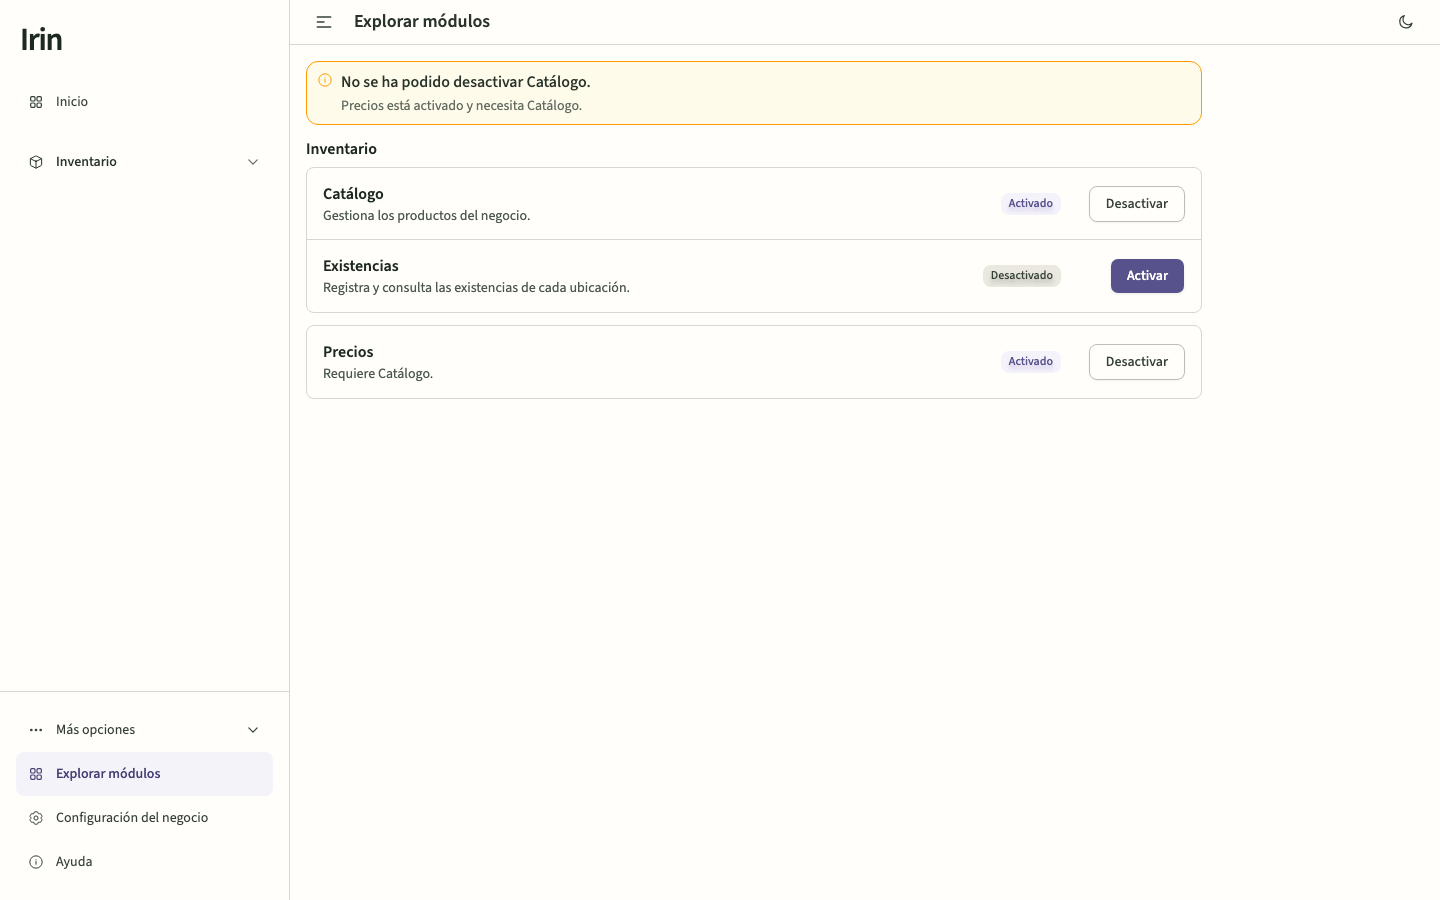 Irin
Inicio
Inventario
Más opciones
Explorar módulos
Configuración del negocio
Ayuda
Explorar módulos
No se ha podido desactivar Catálogo.
Precios está activado y necesita Catálogo.
Inventario
Catálogo
Gestiona los productos del negocio.
Activado
Desactivar
Existencias
Registra y consulta las existencias de cada ubicación.
Desactivado
Activar
Precios
Requiere Catálogo.
Activado
Desactivar